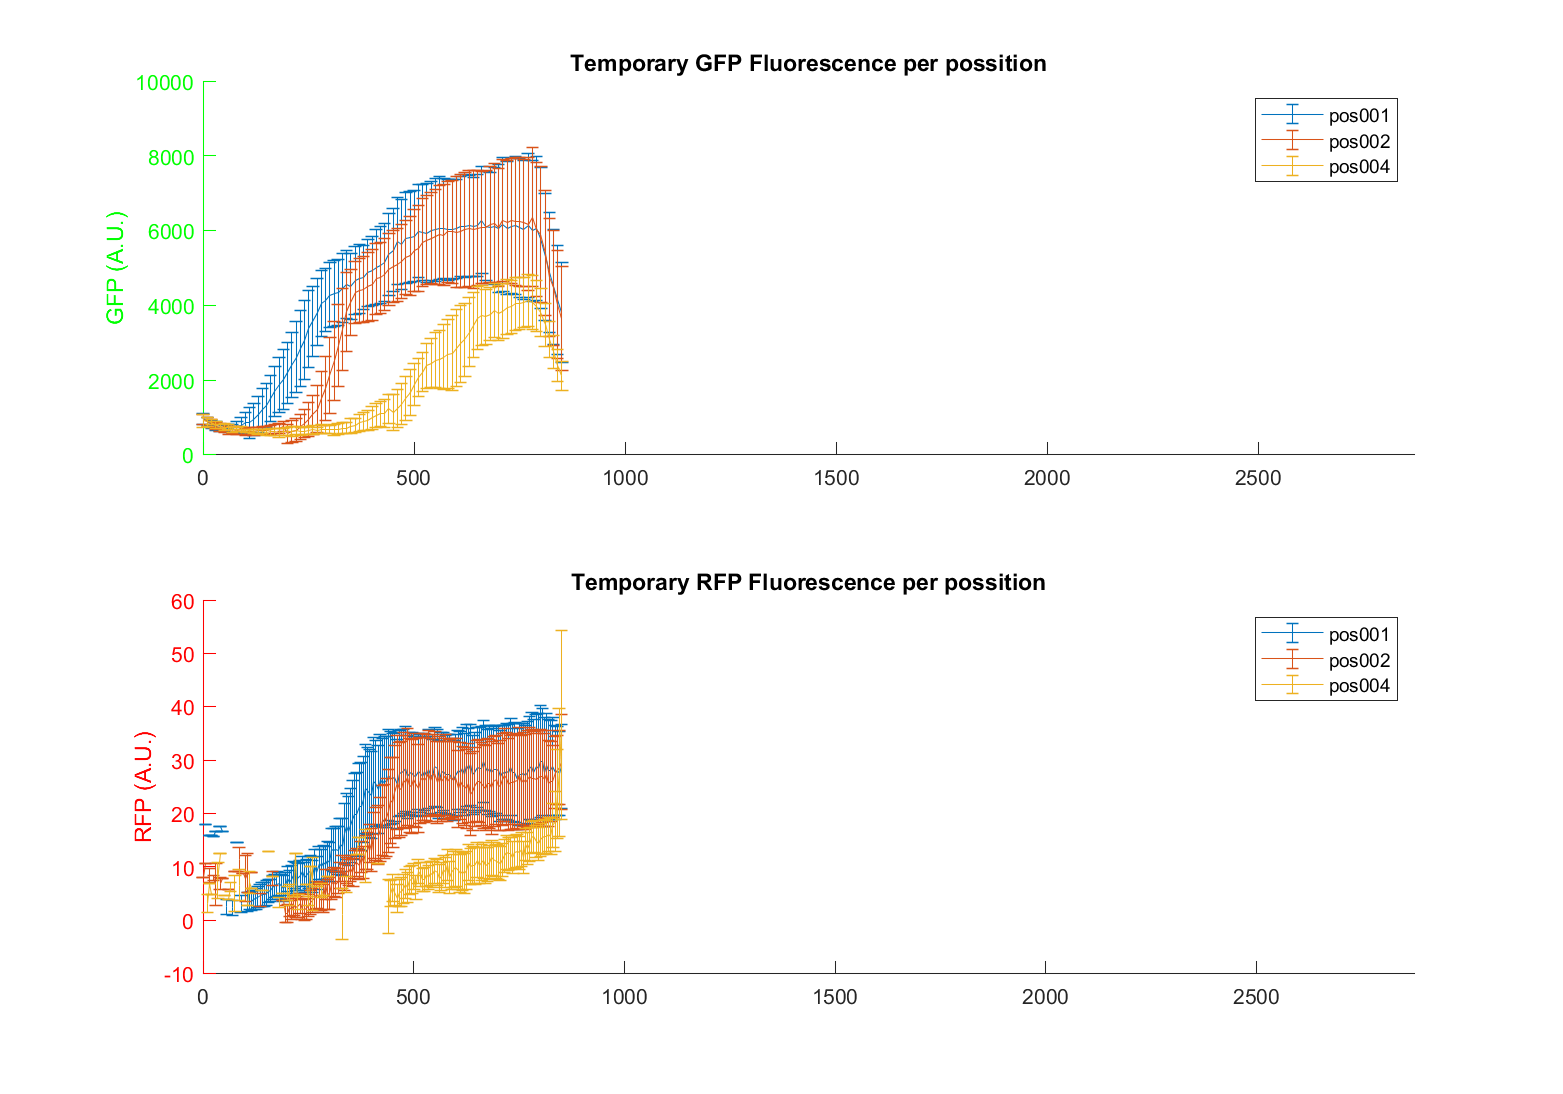 Temporary GFP Fluorescence per possition
10000
8000
6000
4000
2000
0
GFP (A.U.)
pos001
pos002
pos004
0 500 1000 1500 2000 2500
Temporary RFP Fluorescence per possition
60
50
40
30
20
10
0
-10
RFP (A.U.)
pos001
pos002
pos004
0 500 1000 1500 2000 2500